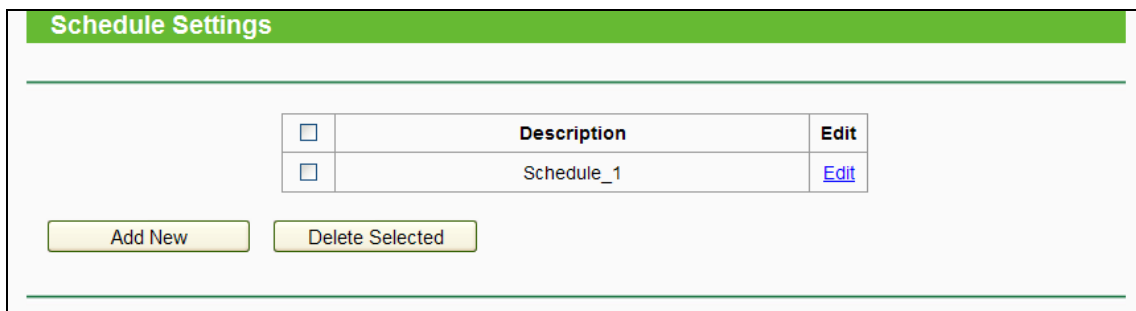 Schedule Settings
Description Edit
Schedule_1 Edit
Add New Delete Selected